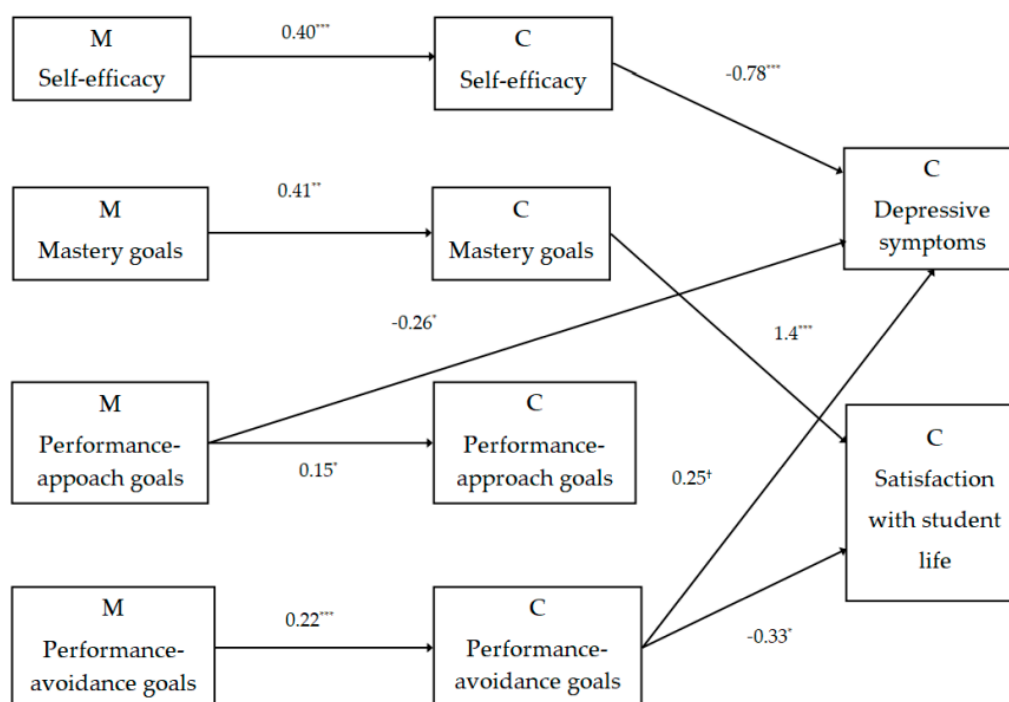 M
Self-efficacy
0.40***
C
Self-efficacy
-0.78***
C
Depressive
symptoms
M
Mastery goals
0.41**
C
Mastery goals
-0.26*
1.4***
M
Performance-
appoach goals
0.15*
C
Performance-
approach goals
0.25†
C
Satisfaction
with student
life
M
Performance-
avoidance goals
0.22***
C
Performance-
avoidance goals
-0.33*